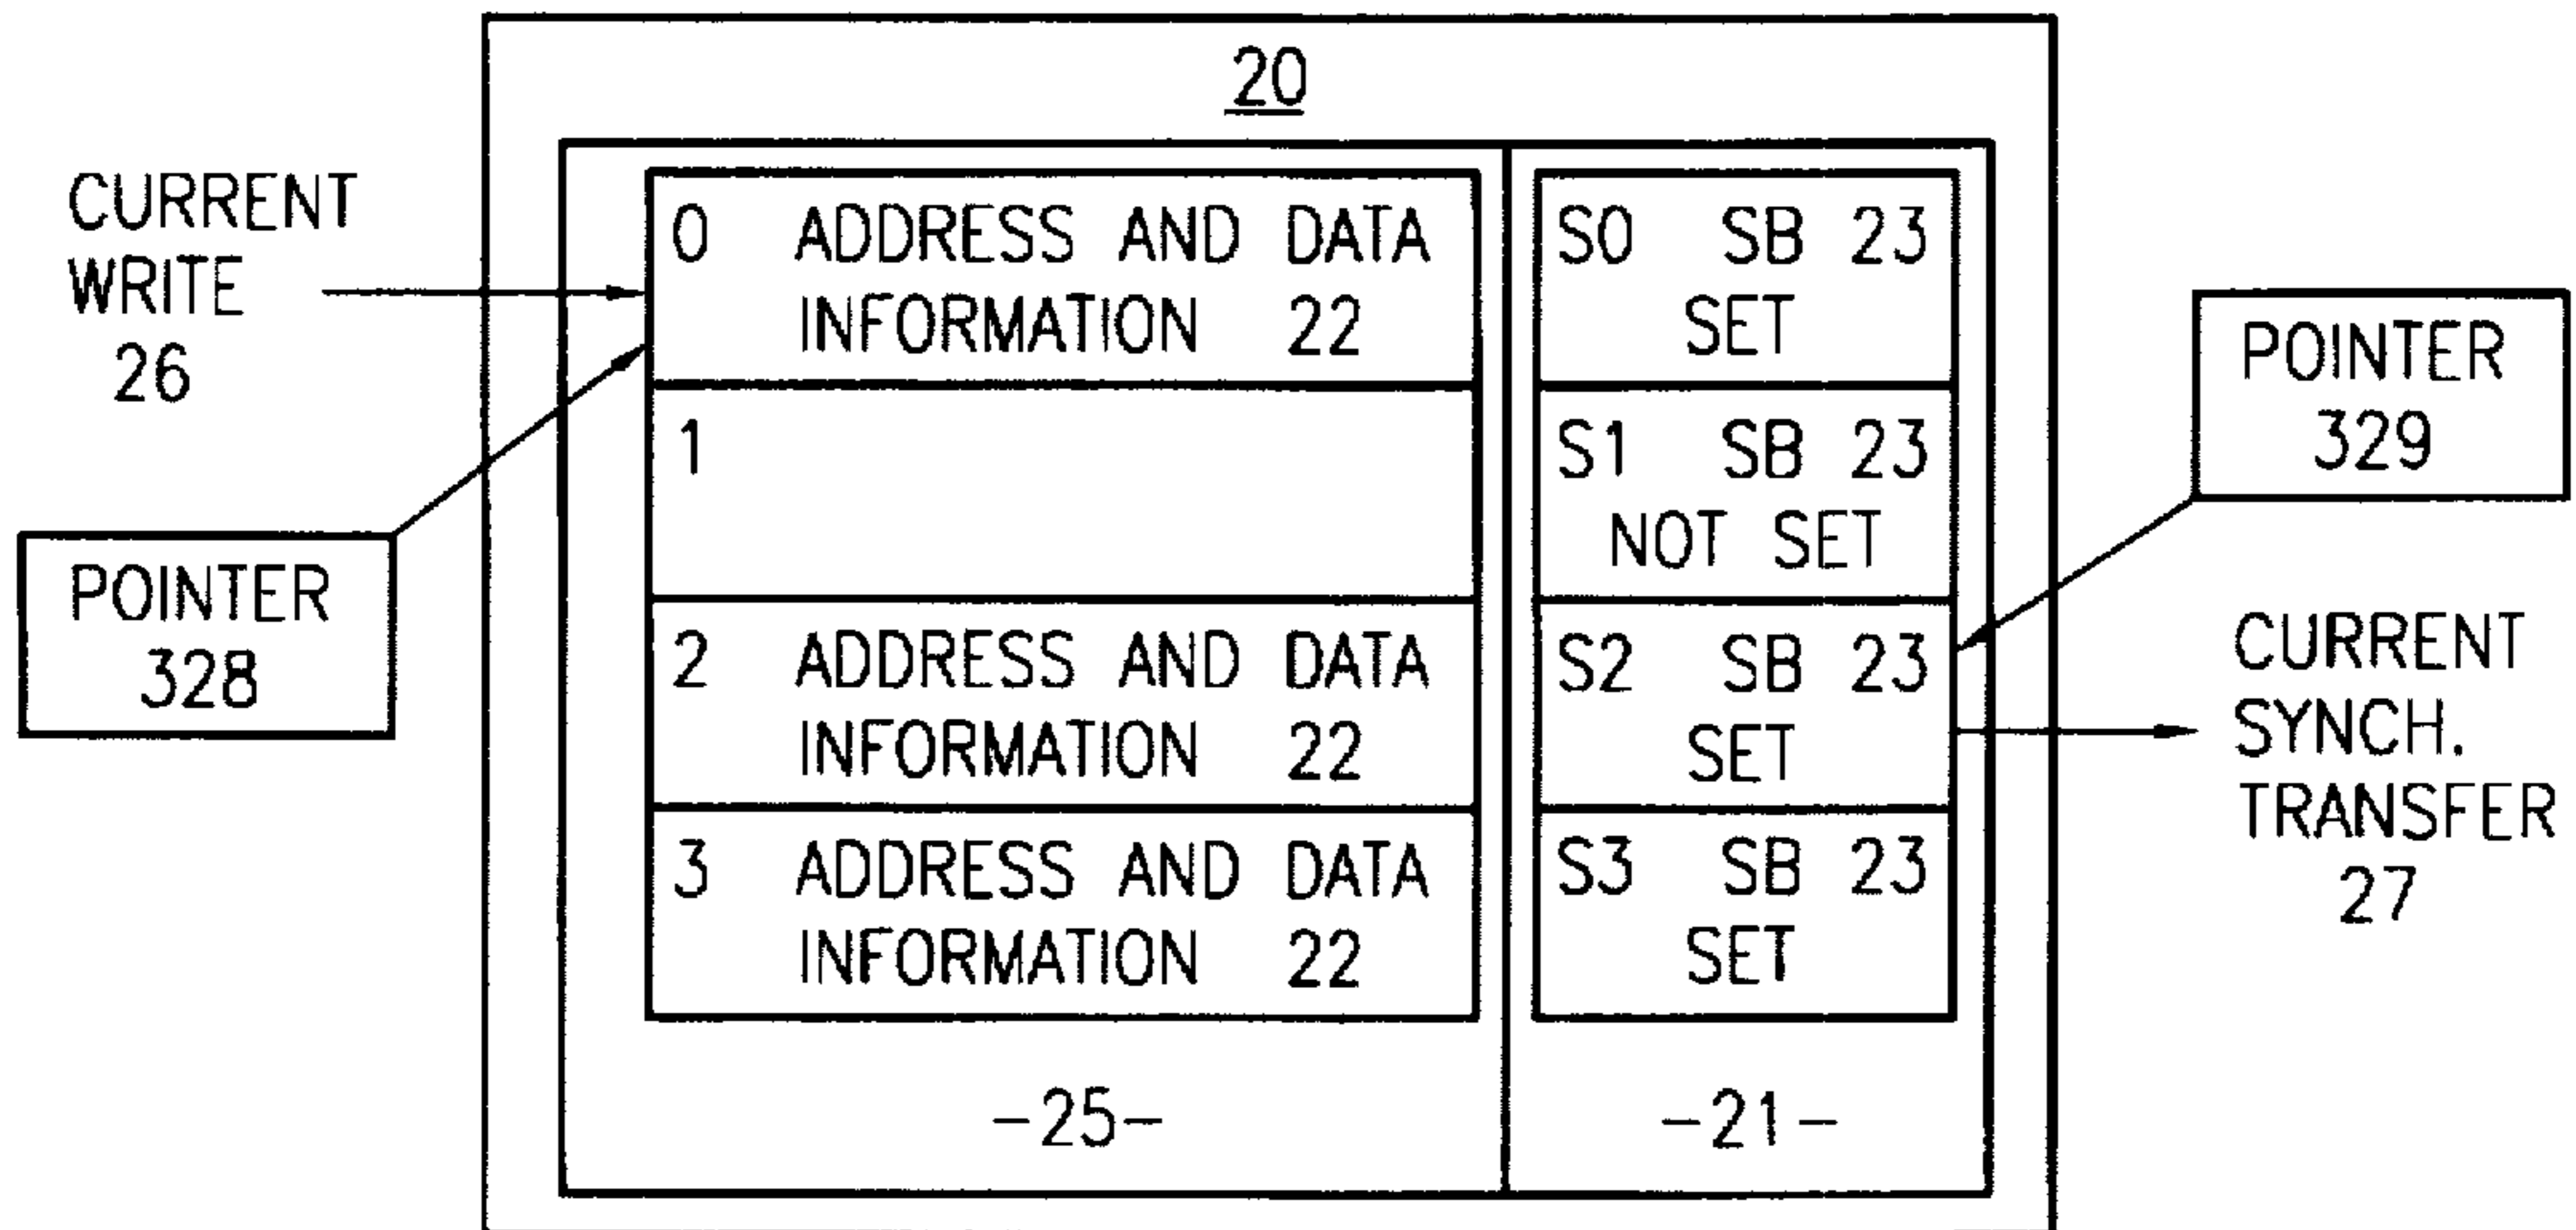 20
CURRENT
WRITE
26
POINTER
328
0 ADDRESS AND DATA
INFORMATION 22
1
2 ADDRESS AND DATA
INFORMATION 22
3 ADDRESS AND DATA
INFORMATION 22
-25-
S0 SB 23
SET
S1 SB 23
NOT SET
S2 SB 23
SET
S3 SB 23
SET
-21-
POINTER
329
CURRENT
SYNCH.
TRANSFER
27